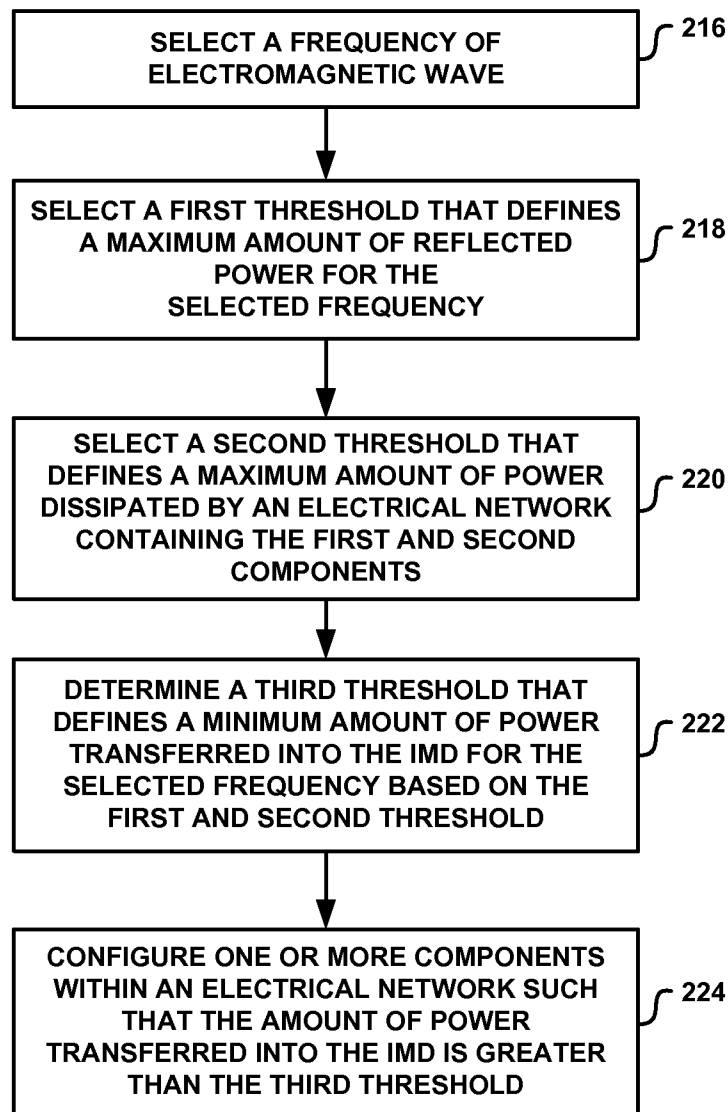 SELECT A FREQUENCY OF
ELECTROMAGNETIC WAVE
216
SELECT A FIRST THRESHOLD THAT DEFINES
A MAXIMUM AMOUNT OF REFLECTED
POWER FOR THE
SELECTED FREQUENCY
218
SELECT A SECOND THRESHOLD THAT
DEFINES A MAXIMUM AMOUNT OF POWER
DISSIPATED BY AN ELECTRICAL NETWORK
CONTAINING THE FIRST AND SECOND
COMPONENTS
220
DETERMINE A THIRD THRESHOLD THAT
DEFINES A MINIMUM AMOUNT OF POWER
TRANSFERRED INTO THE IMD FOR THE
SELECTED FREQUENCY BASED ON THE
FIRST AND SECOND THRESHOLD
222
CONFIGURE ONE OR MORE COMPONENTS
WITHIN AN ELECTRICAL NETWORK SUCH
THAT THE AMOUNT OF POWER
TRANSFERRED INTO THE IMD IS GREATER
THAN THE THIRD THRESHOLD
224